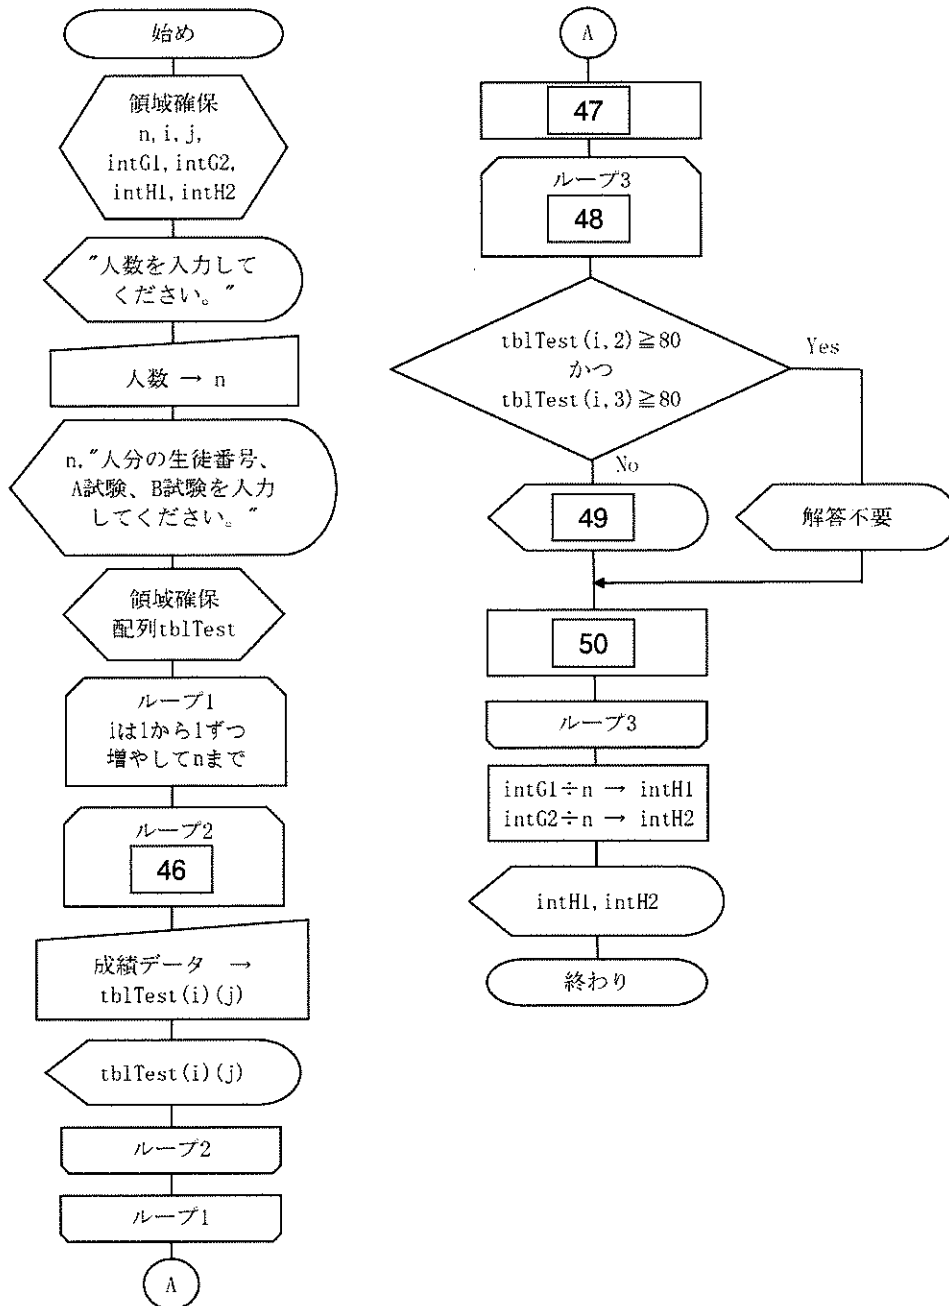 始め
領域確保
n, i, j,
intG1, intG2,
intH1, intH2
"人数を入力して
ください。"
人数 → n
n,"人分の生徒番号、
A試験、B試験を入力
してください。"
領域確保
配列tblTest
ループ1
iは1から1ずつ
増やしてnまで
ループ2
46
成績データ →
tblTest(i)(j)
tblTest(i)(j)
ループ2
ループ1
A
A
47
ループ3
48
tblTest(i,2)≧80
かつ
tblTest(i,3)≧80
Yes
No
49
解答不要
50
ループ3
intG1÷n → intH1
intG2÷n → intH2
intH1, intH2
終わり